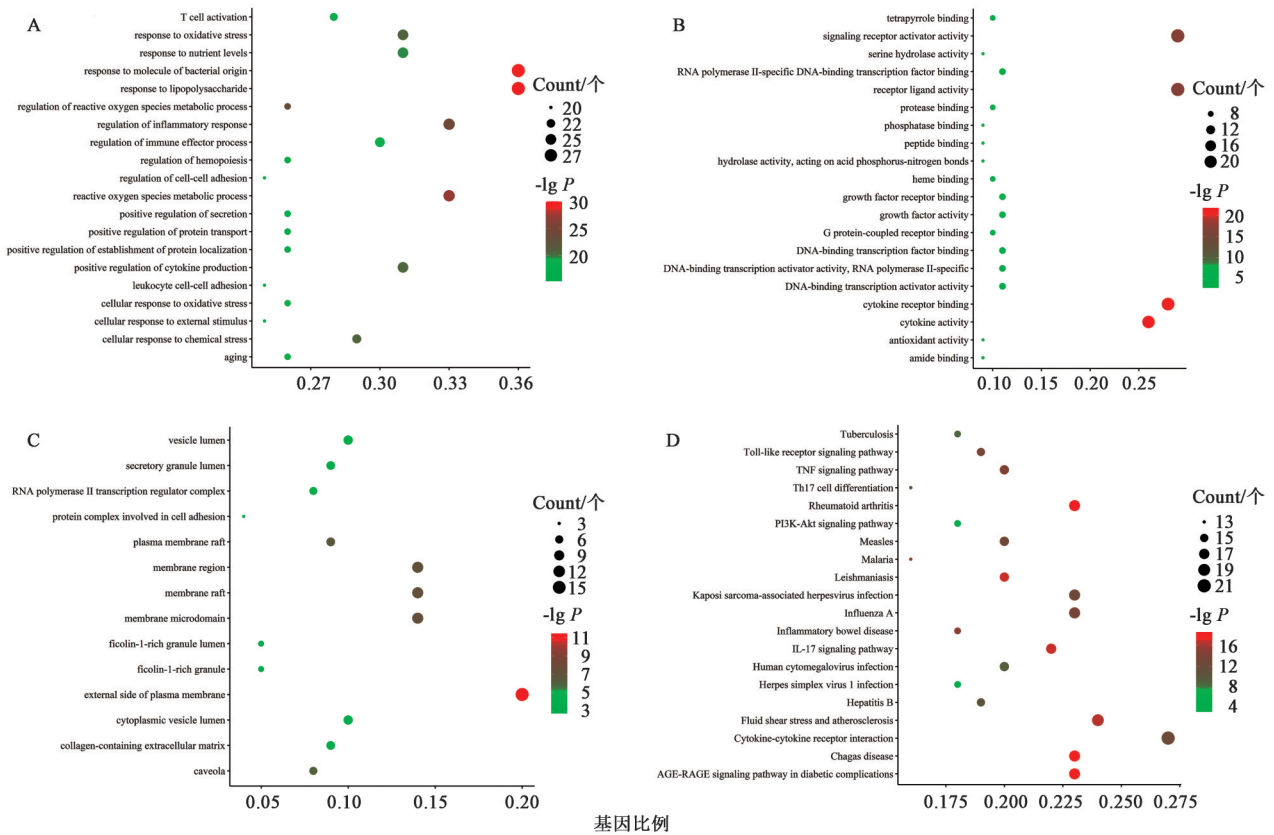 A
T cell activation
response to oxidative stress
response to nutrient levels
response to molecule of bacterial origin
response to lipopolysaccharide
regulation of reactive oxygen species metabolic process
regulation of inflammatory response
regulation of immune effector process
regulation of hemopoiesis
regulation of cell-cell adhesion
reactive oxygen species metabolic process
positive regulation of secretion
positive regulation of protein transport
positive regulation of establishment of protein localization
positive regulation of cytokine production
leukocyte cell-cell adhesion
cellular response to oxidative stress
cellular response to external stimulus
cellular response to chemical stress
aging
0.27 0.30 0.33 0.36
Count/个
20
22
25
27
-lg P
30
25
20
B
tetrapyrrole binding
signaling receptor activator activity
serine hydrolase activity
RNA polymerase II-specific DNA-binding transcription factor binding
receptor ligand activity
protease binding
phosphatase binding
peptide binding
hydrolase activity, acting on acid phosphorus-nitrogen bonds
heme binding
growth factor receptor binding
growth factor activity
G protein-coupled receptor binding
DNA-binding transcription factor binding
DNA-binding transcription activator activity, RNA polymerase II-specific
DNA-binding transcription activator activity
cytokine receptor binding
cytokine activity
antioxidant activity
amide binding
0.10 0.15 0.20 0.25
Count/个
8
12
16
20
-lg P
20
15
10
5
C
vesicle lumen
secretory granule lumen
RNA polymerase II transcription regulator complex
protein complex involved in cell adhesion
plasma membrane raft
membrane region
membrane raft
membrane microdomain
ficolin-1-rich granule lumen
ficolin-1-rich granule
external side of plasma membrane
cytoplasmic vesicle lumen
collagen-containing extracellular matrix
caveola
0.05 0.10 0.15 0.20
Count/个
3
6
9
12
15
-lg P
11
9
7
5
3
D
Tuberculosis
Toll-like receptor signaling pathway
TNF signaling pathway
Th17 cell differentiation
Rheumatoid arthritis
PI3K-Akt signaling pathway
Measles
Malaria
Leishmaniasis
Kaposi sarcoma-associated herpesvirus infection
Influenza A
Inflammatory bowel disease
IL-17 signaling pathway
Human cytomegalovirus infection
Herpes simplex virus 1 infection
Hepatitis B
Fluid shear stress and atherosclerosis
Cytokine-cytokine receptor interaction
Chagas disease
AGE-RAGE signaling pathway in diabetic complications
0.175 0.200 0.225 0.250 0.275
Count/个
13
15
17
19
21
-lg P
16
12
8
4
基因比例